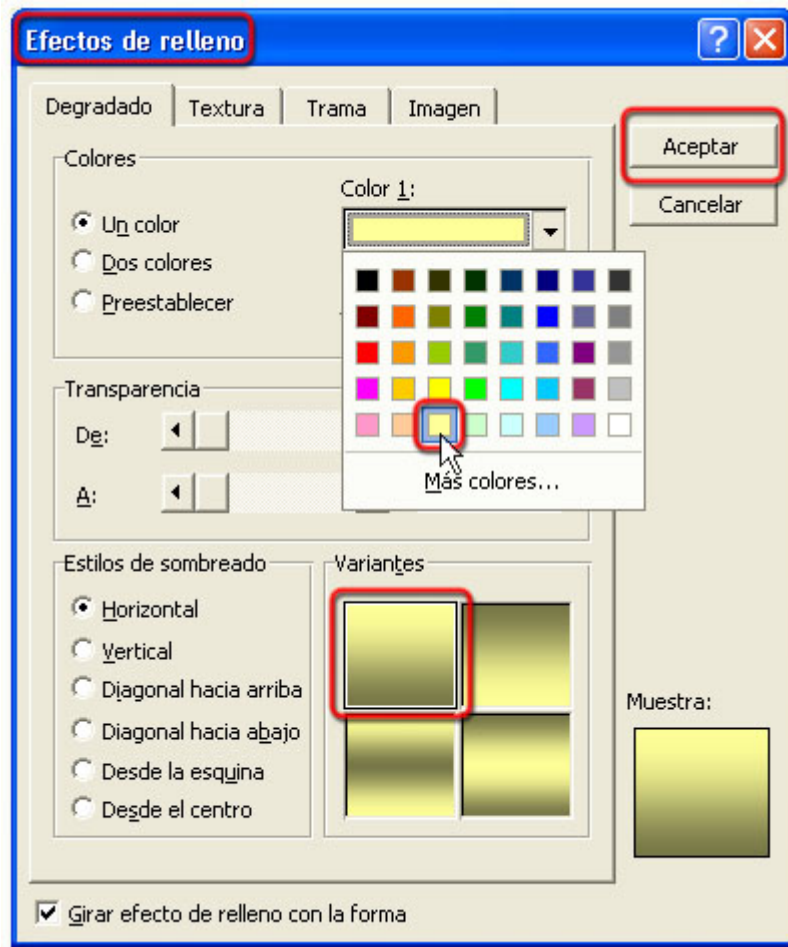 Efectos de relleno
?
Degradado Textura Trama Imagen
Aceptar
Cancelar
Colores
Color 1:
Un color
Dos colores
Preestablecer
Más colores...
Transparencia
De:
A:
Estilos de sombreado
Horizontal
Vertical
Diagonal hacia arriba
Diagonal hacia abajo
Desde la esquina
Desde el centro
Variantes
Muestra:
Girar efecto de relleno con la forma